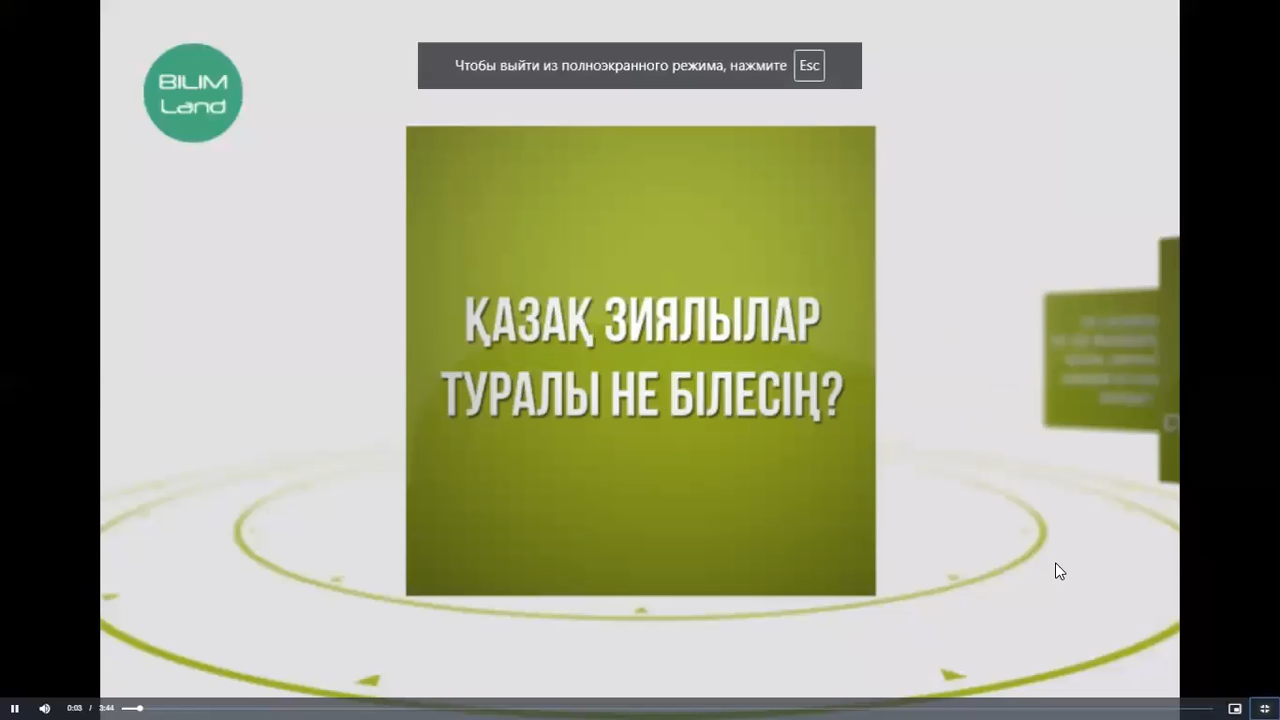 BILIM
Land
Чтобы выйти из полноэкранного режима, нажмите Esc
ҚАЗАҚ ЗИЯЛЫЛАР
ТУРАЛЫ НЕ БІЛЕСІҢ?
0:03 / 3:44